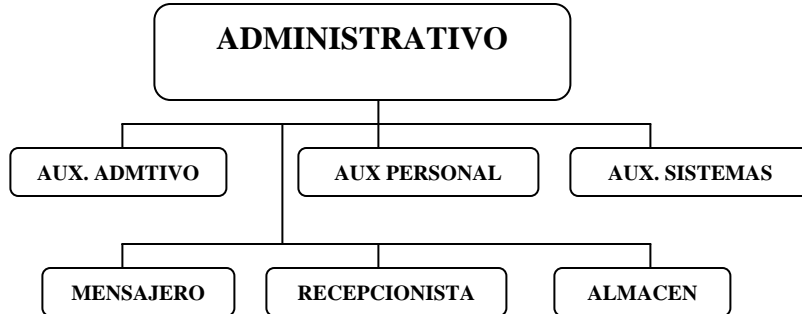 ADMINISTRATIVO
AUX. ADMTIVO
AUX PERSONAL
AUX. SISTEMAS
MENSAJERO
RECEPCIONISTA
ALMACEN